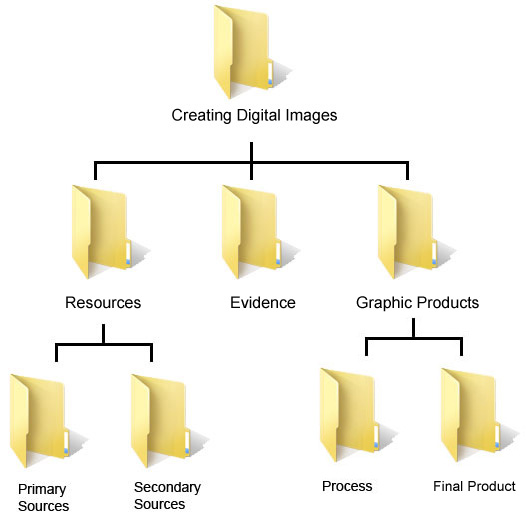 Creating Digital Images
Resources
Evidence
Graphic Products
Primary
Sources
Secondary
Sources
Process
Final Product